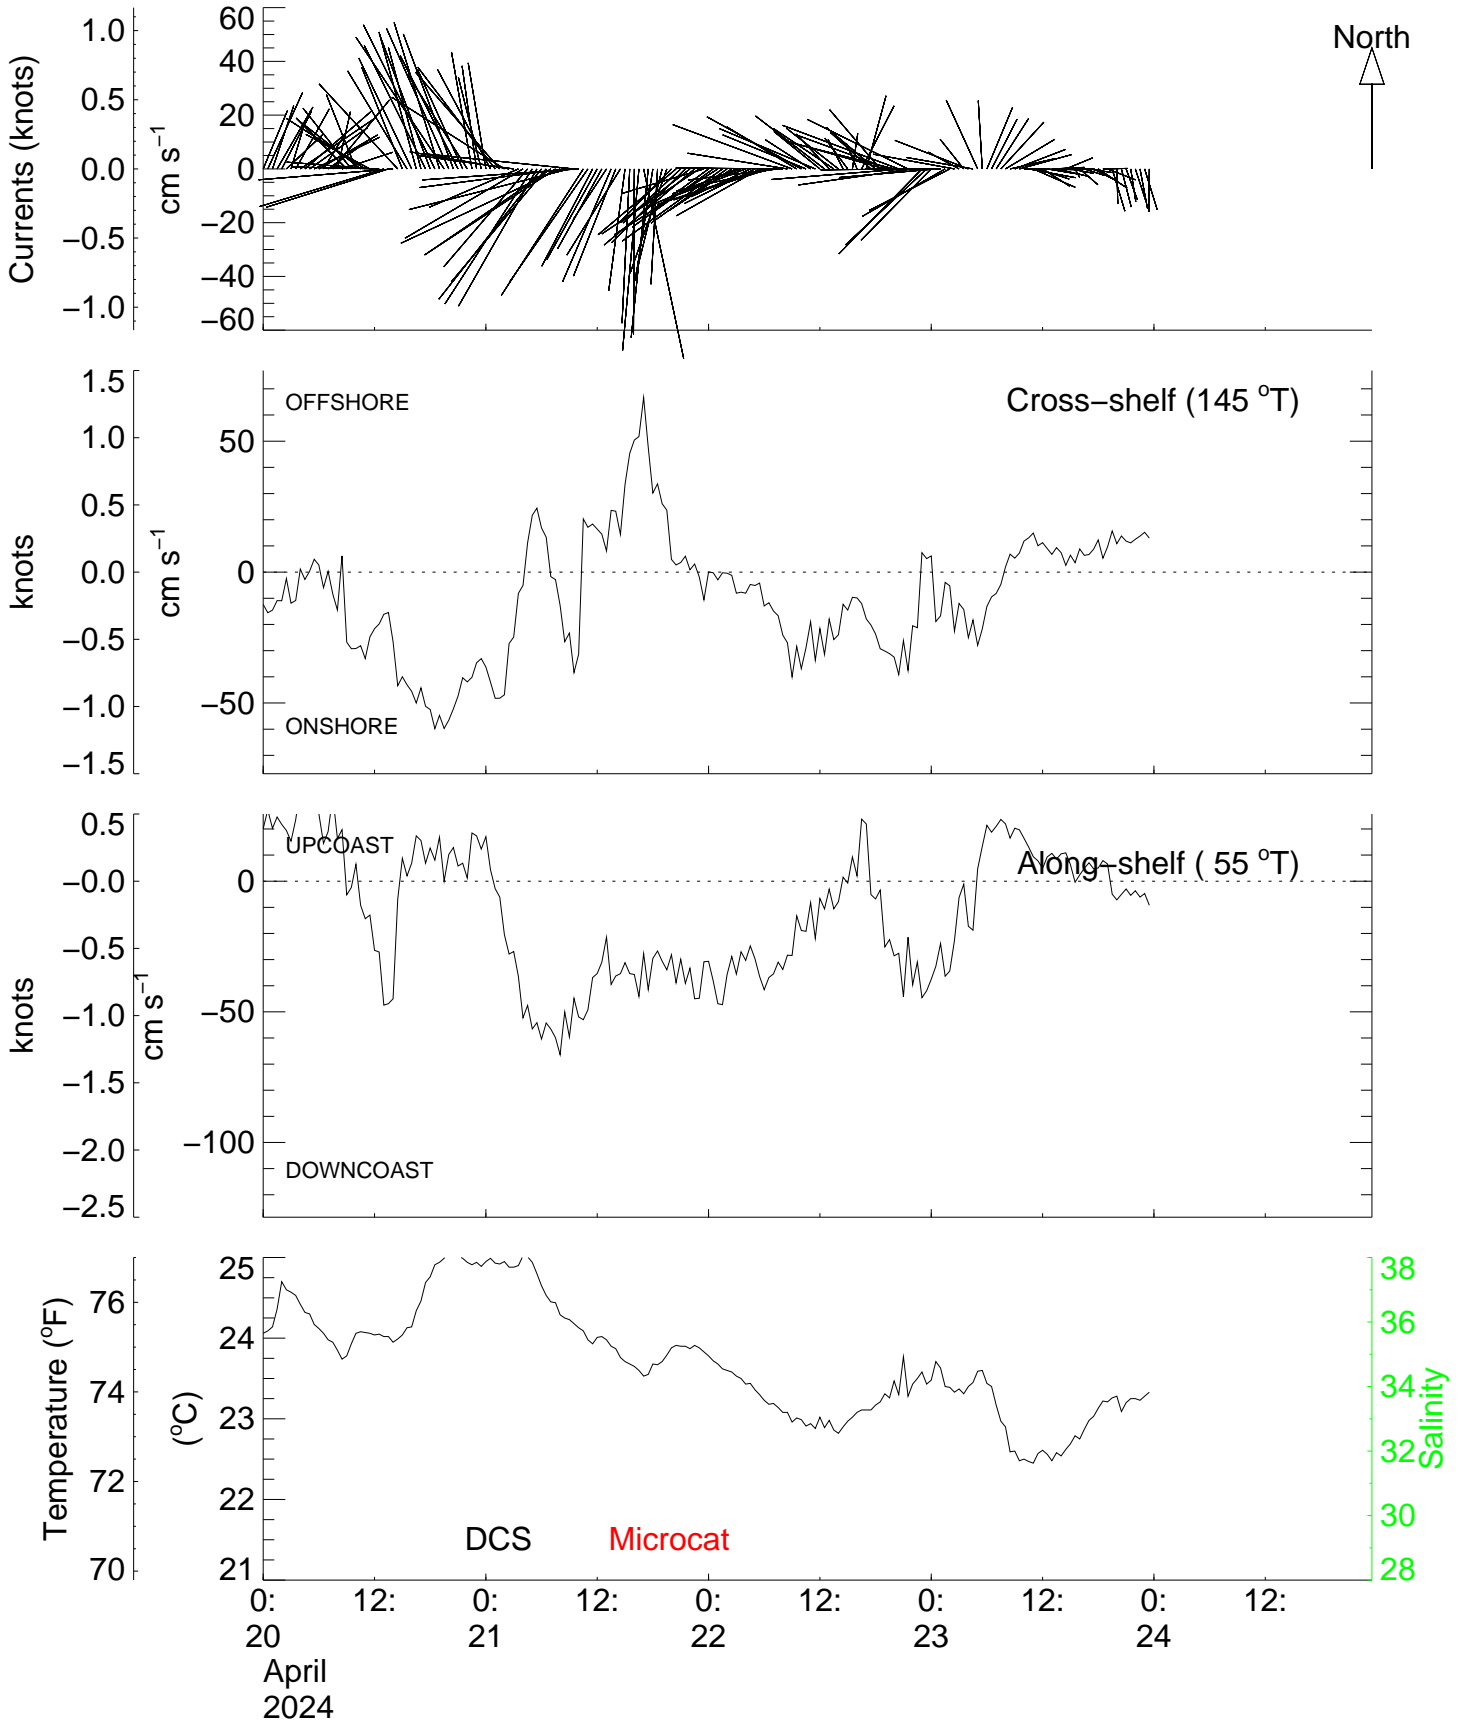 Currents (knots)
1.0
0.5
0.0
−0.5
−1.0
cm s⁻¹
60
40
20
0
−20
−40
−60
North
knots
1.5
1.0
0.5
0.0
−0.5
−1.0
−1.5
cm s⁻¹
50
0
−50
OFFSHORE
Cross−shelf (145 °T)
ONSHORE
knots
0.5
−0.0
−0.5
−1.0
−1.5
−2.0
−2.5
cm s⁻¹
0
−50
−100
UPCOAST
Along−shelf ( 55 °T)
DOWNCOAST
Temperature (°F)
76
74
72
70
(°C)
25
24
23
22
21
DCS
Microcat
38
36
34
32
30
28
Salinity
0: 12: 0: 12: 0: 12: 0: 12: 0: 12:
20 21 22 23 24
April
2024